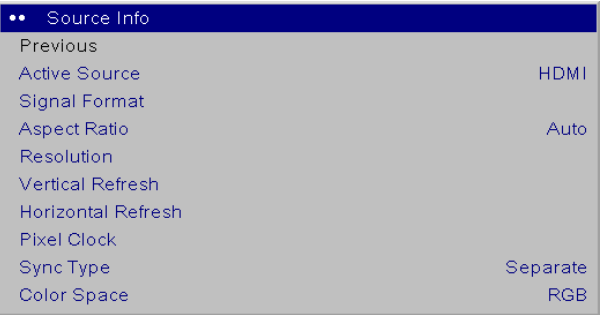 •• Source Info
Previous
Active Source HDMI
Signal Format
Aspect Ratio Auto
Resolution
Vertical Refresh
Horizontal Refresh
Pixel Clock
Sync Type Separate
Color Space RGB